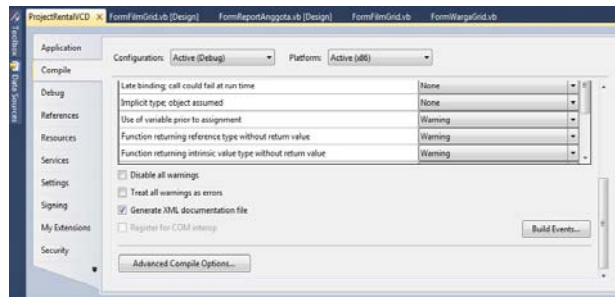 ProjectRentalVCD × FormFilmGrid.vb [Design] FormReportAnggota.vb [Design] FormFilmGrid.vb FormWargaGrid.vb
Toolbox
Data Sources
Application
Compile
Debug
References
Resources
Services
Settings
Signing
My Extensions
Security
Configuration: Active (Debug) Platform: Active (x86)
Late binding; call could fail at run time None
Implicit type; object assumed None
Use of variable prior to assignment Warning
Function returning reference type without return value Warning
Function returning intrinsic value type without return value Warning
Disable all warnings
Treat all warnings as errors
Generate XML documentation file
Register for COM interop
Build Events...
Advanced Compile Options...